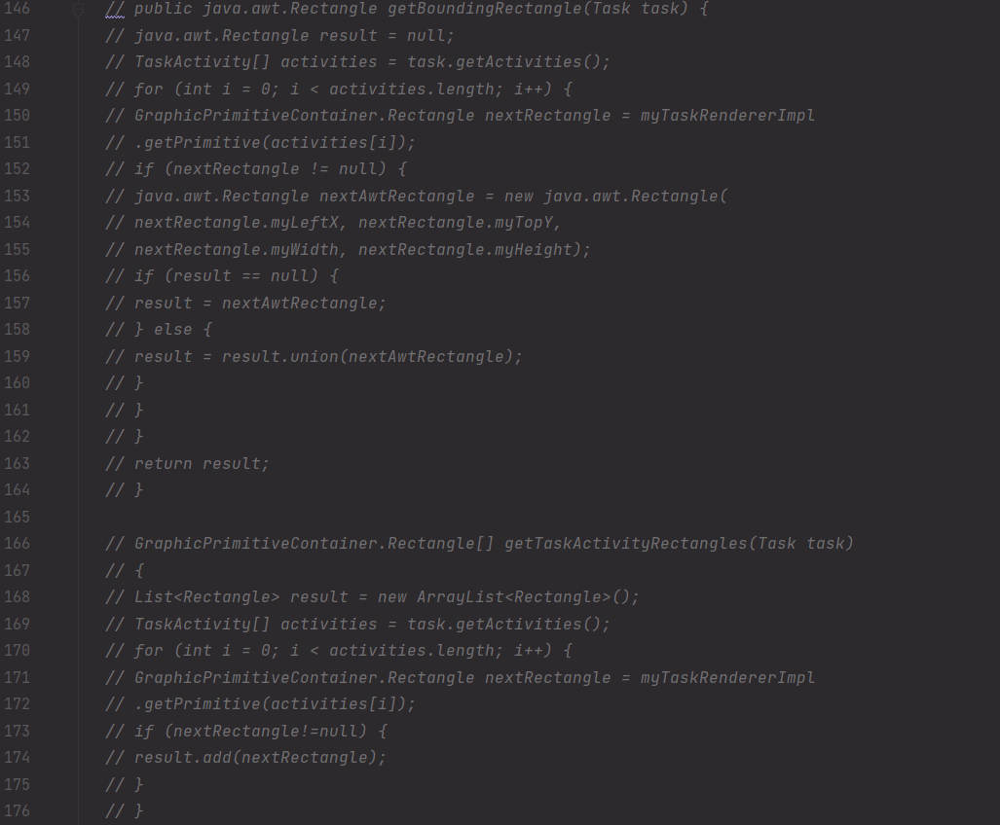 146 // public java.awt.Rectangle getBoundingRectangle(Task task) {
147 // java.awt.Rectangle result = null;
148 // TaskActivity[] activities = task.getActivities();
149 // for (int i = 0; i < activities.length; i++) {
150 // GraphicPrimitiveContainer.Rectangle nextRectangle = myTaskRendererImpl
151 // .getPrimitive(activities[i]);
152 // if (nextRectangle != null) {
153 // java.awt.Rectangle nextAwtRectangle = new java.awt.Rectangle(
154 // nextRectangle.myLeftX, nextRectangle.myTopY,
155 // nextRectangle.myWidth, nextRectangle.myHeight);
156 // if (result == null) {
157 // result = nextAwtRectangle;
158 // } else {
159 // result = result.union(nextAwtRectangle);
160 // }
161 // }
162 // }
163 // return result;
164 // }
165
166 // GraphicPrimitiveContainer.Rectangle[] getTaskActivityRectangles(Task task)
167 // {
168 // List<Rectangle> result = new ArrayList<Rectangle>();
169 // TaskActivity[] activities = task.getActivities();
170 // for (int i = 0; i < activities.length; i++) {
171 // GraphicPrimitiveContainer.Rectangle nextRectangle = myTaskRendererImpl
172 // .getPrimitive(activities[i]);
173 // if (nextRectangle!=null) {
174 // result.add(nextRectangle);
175 // }
176 // }